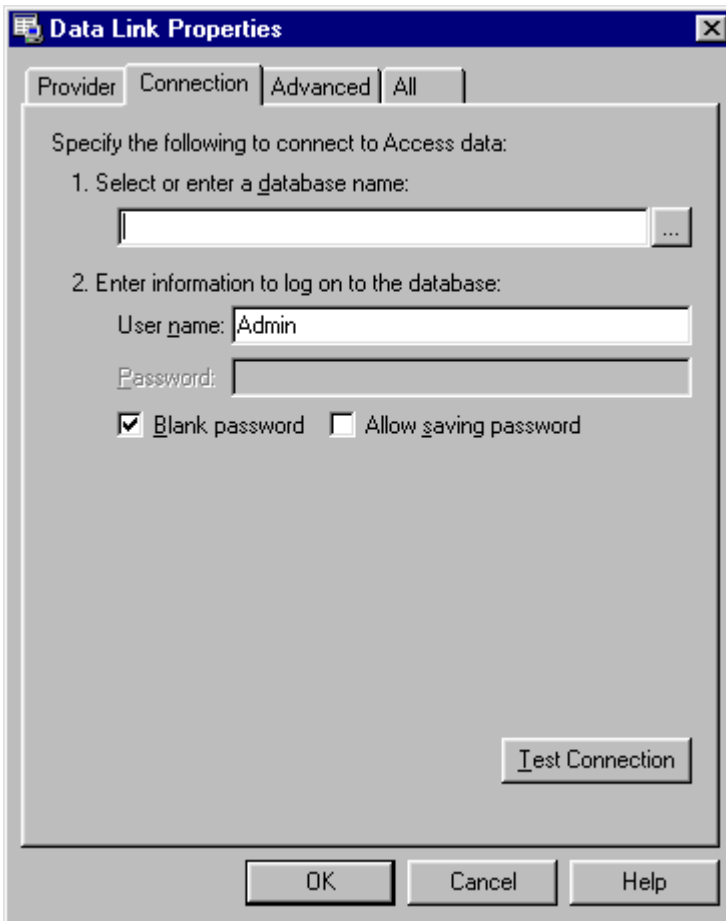 Data Link Properties
Provider Connection Advanced All
Specify the following to connect to Access data:
1. Select or enter a database name:
...
2. Enter information to log on to the database:
User name: Admin
Password:
Blank password Allow saving password
Test Connection
OK Cancel Help